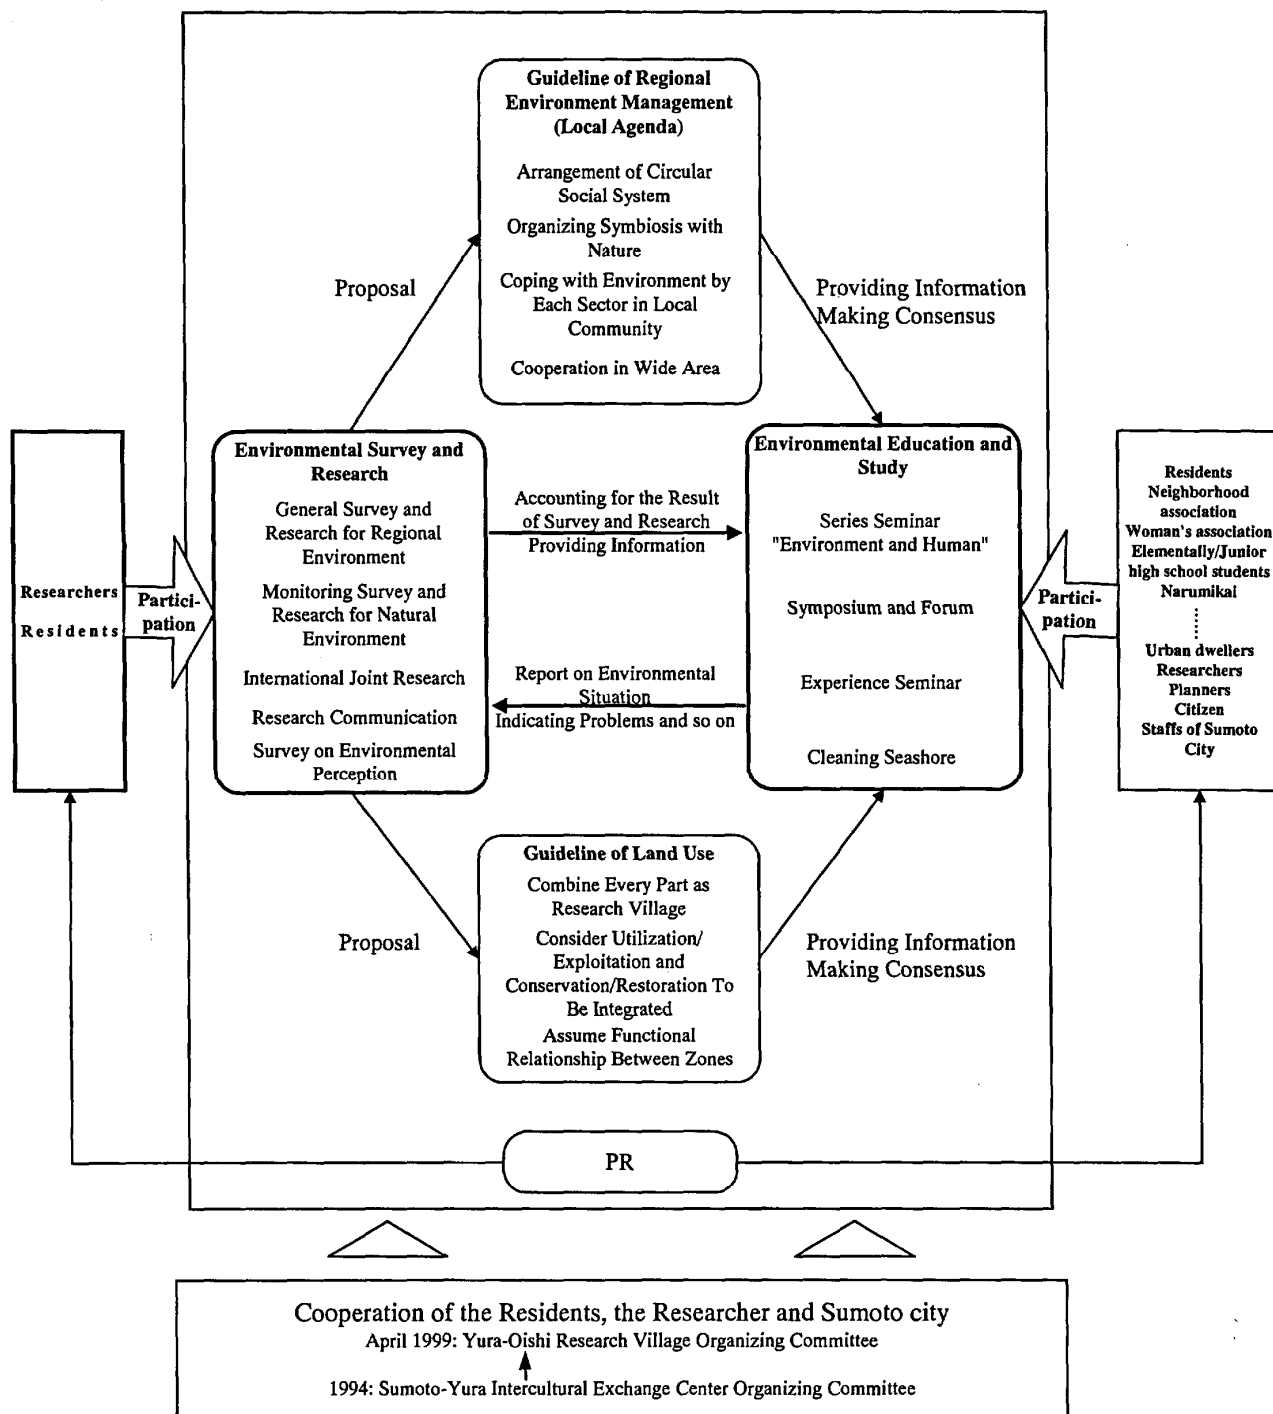 Guideline of Regional
Environment Management
(Local Agenda)
Arrangement of Circular
Social System
Organizing Symbiosis with
Nature
Coping with Environment by
Each Sector in Local
Community
Cooperation in Wide Area
Proposal
Providing Information
Making Consensus
Researchers
Residents
Partici-
pation
Environmental Survey and
Research
General Survey and
Research for Regional
Environment
Monitoring Survey and
Research for Natural
Environment
International Joint Research
Research Communication
Survey on Environmental
Perception
Accounting for the Result
of Survey and Research
Providing Information
Report on Environmental
Situation
Indicating Problems and so on
Environmental Education and
Study
Series Seminar
"Environment and Human"
Symposium and Forum
Experience Seminar
Cleaning Seashore
Partici-
pation
Residents
Neighborhood
association
Woman's association
Elementally/Junior
high school students
Narumikai
Urban dwellers
Researchers
Planners
Citizen
Staffs of Sumoto
City
Proposal
Guideline of Land Use
Combine Every Part as
Research Village
Consider Utilization/
Exploitation and
Conservation/Restoration To
Be Integrated
Assume Functional
Relationship Between Zones
Providing Information
Making Consensus
PR
Cooperation of the Residents, the Researcher and Sumoto city
April 1999: Yura-Oishi Research Village Organizing Committee
1994: Sumoto-Yura Intercultural Exchange Center Organizing Committee